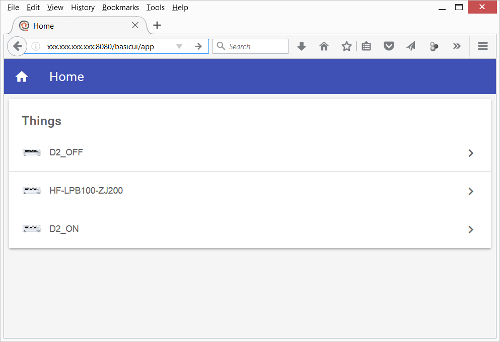 File Edit View History Bookmarks Tools Help
Home
xxx.xxx.xxx.xxx:8080/basicui/app
Search
Home
Things
D2_OFF
HF-LPB100-ZJ200
D2_ON